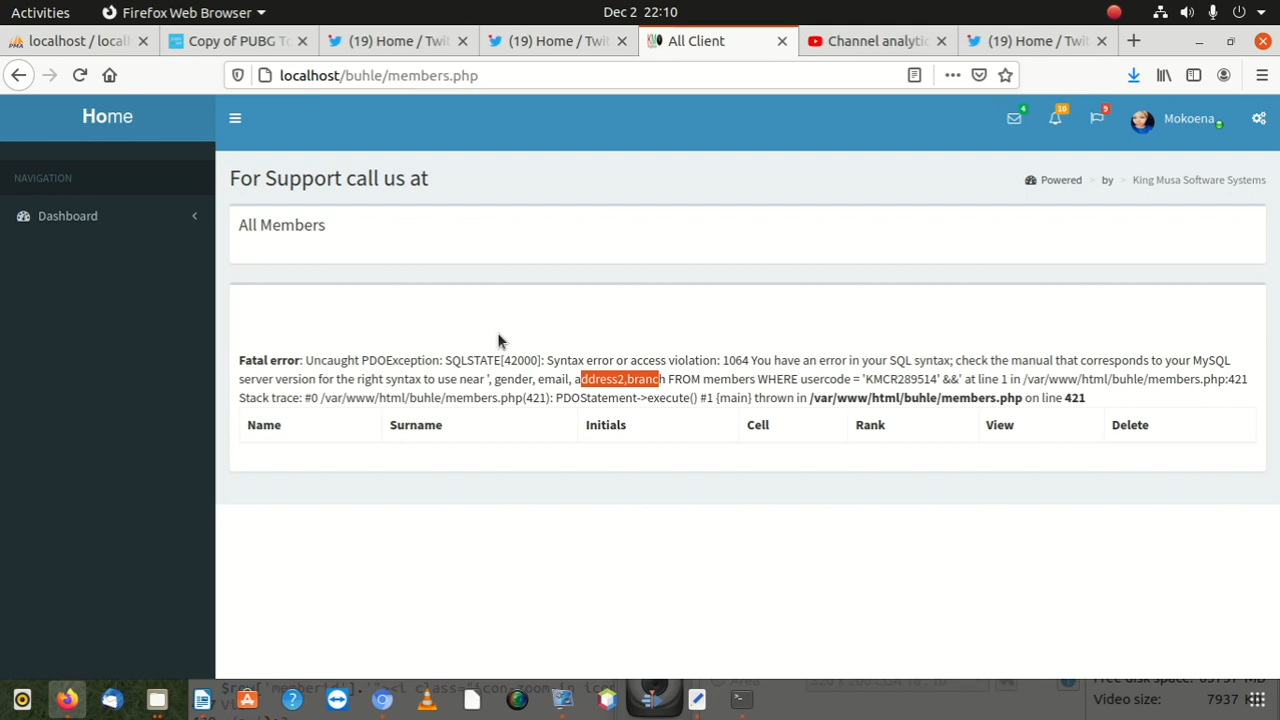 Activities Firefox Web Browser Dec 2 22:10
localhost / local Copy of PUBG To (19) Home / Twit (19) Home / Twit All Client Channel analytic (19) Home / Twit
localhost/buhle/members.php
Home 4 10 9 Mokoena
NAVIGATION
For Support call us at Powered > by > King Musa Software Systems
Dashboard
All Members
Fatal error: Uncaught PDOException: SQLSTATE[42000]: Syntax error or access violation: 1064 You have an error in your SQL syntax; check the manual that corresponds to your MySQL
server version for the right syntax to use near ', gender, email, address2,branch FROM members WHERE usercode = 'KMCR289514' &&' at line 1 in /var/www/html/buhle/members.php:421
Stack trace: #0 /var/www/html/buhle/members.php(421): PDOStatement->execute() #1 {main} thrown in /var/www/html/buhle/members.php on line 421
Name Surname Initials Cell Rank View Delete
Video size: 7937